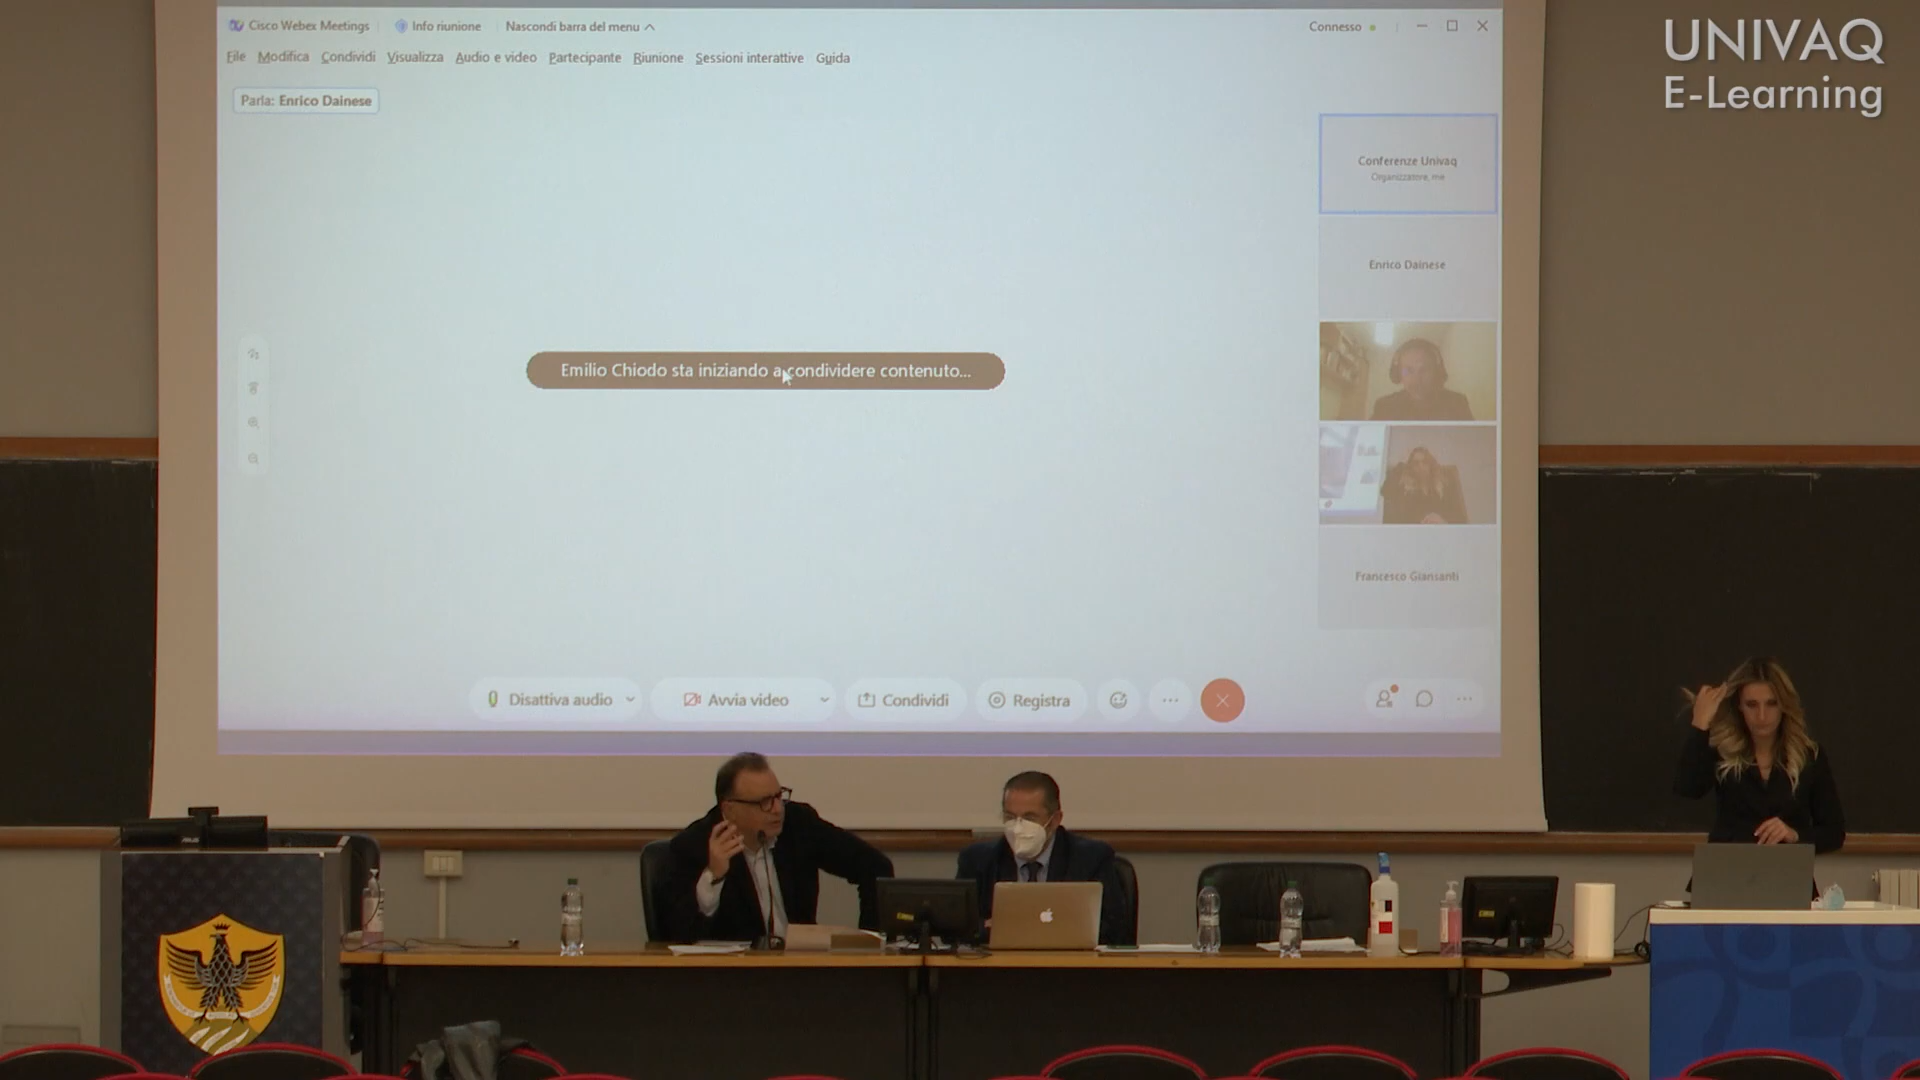 UNIVAQ
E-Learning
Cisco Webex Meetings
Info riunione
Nascondi barra del menu
Connesso
File Modifica Condividi Visualizza Audio e video Partecipante Riunione Sessioni interattive Guida
Parla: Enrico Dainese
Conferenze Univaq
Organizzatore, me
Enrico Dainese
Emilio Chiodo sta iniziando a condividere contenuto...
Francesco Giansanti
Disattiva audio
Avvia video
Condividi
Registra